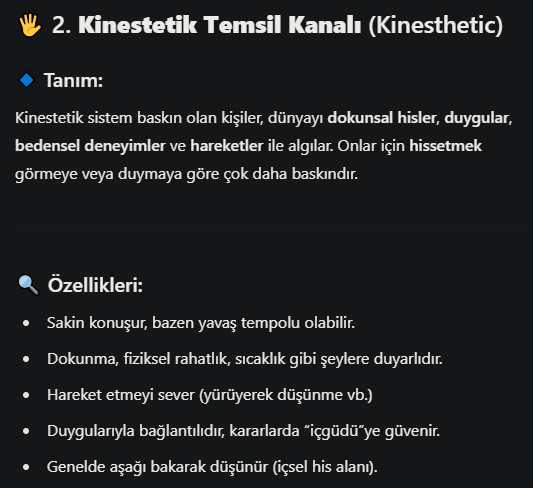 🖐 2. Kinestetik Temsil Kanalı (Kinesthetic)
🔷 Tanım:
Kinestetik sistem baskın olan kişiler, dünyayı dokunsal hisler, duygular,
bedensel deneyimler ve hareketler ile algılar. Onlar için hissetmek
görmeye veya duymaya göre çok daha baskındır.
🔍 Özellikleri:
• Sakin konuşur, bazen yavaş tempolu olabilir.
• Dokunma, fiziksel rahatlık, sıcaklık gibi şeylere duyarlıdır.
• Hareket etmeyi sever (yürüyerek düşünme vb.)
• Duygularıyla bağlantılıdır, kararlarda “içgüdü”ye güvenir.
• Genelde aşağı bakarak düşünür (içsel his alanı).